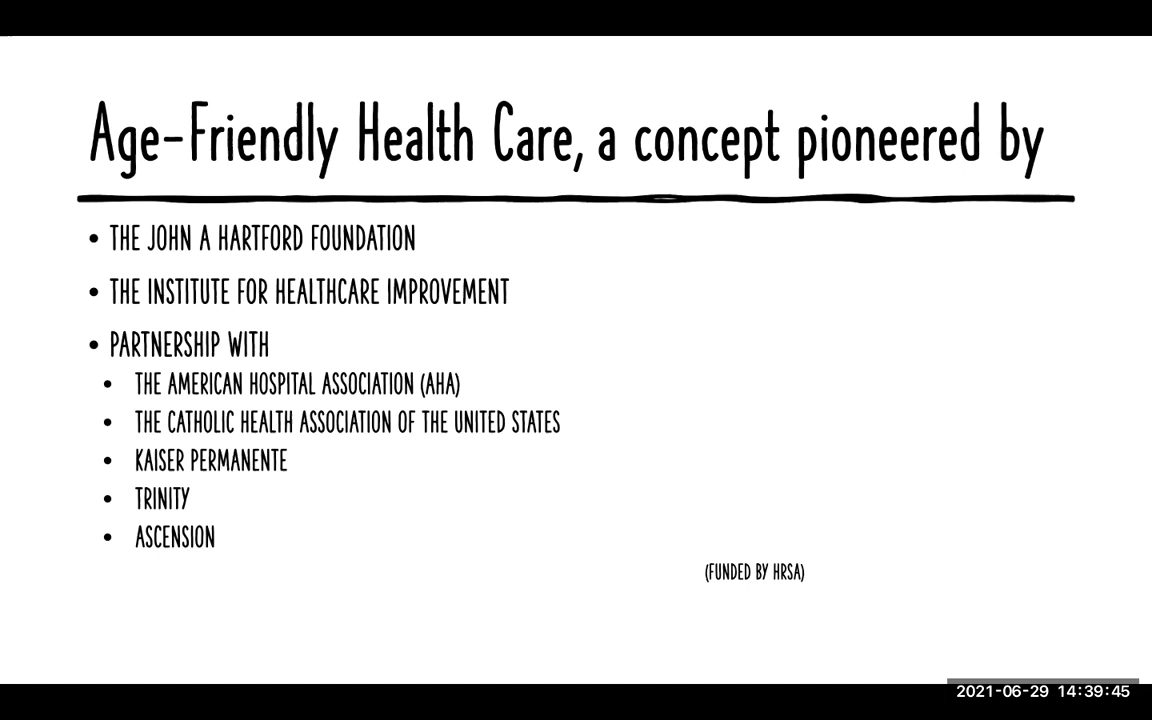 Age-Friendly Health Care, a concept pioneered by
• THE JOHN A HARTFORD FOUNDATION
• THE INSTITUTE FOR HEALTHCARE IMPROVEMENT
• PARTNERSHIP WITH
• THE AMERICAN HOSPITAL ASSOCIATION (AHA)
• THE CATHOLIC HEALTH ASSOCIATION OF THE UNITED STATES
• KAISER PERMANENTE
• TRINITY
• ASCENSION
(FUNDED BY HRSA)
2021-06-29 14:39:45